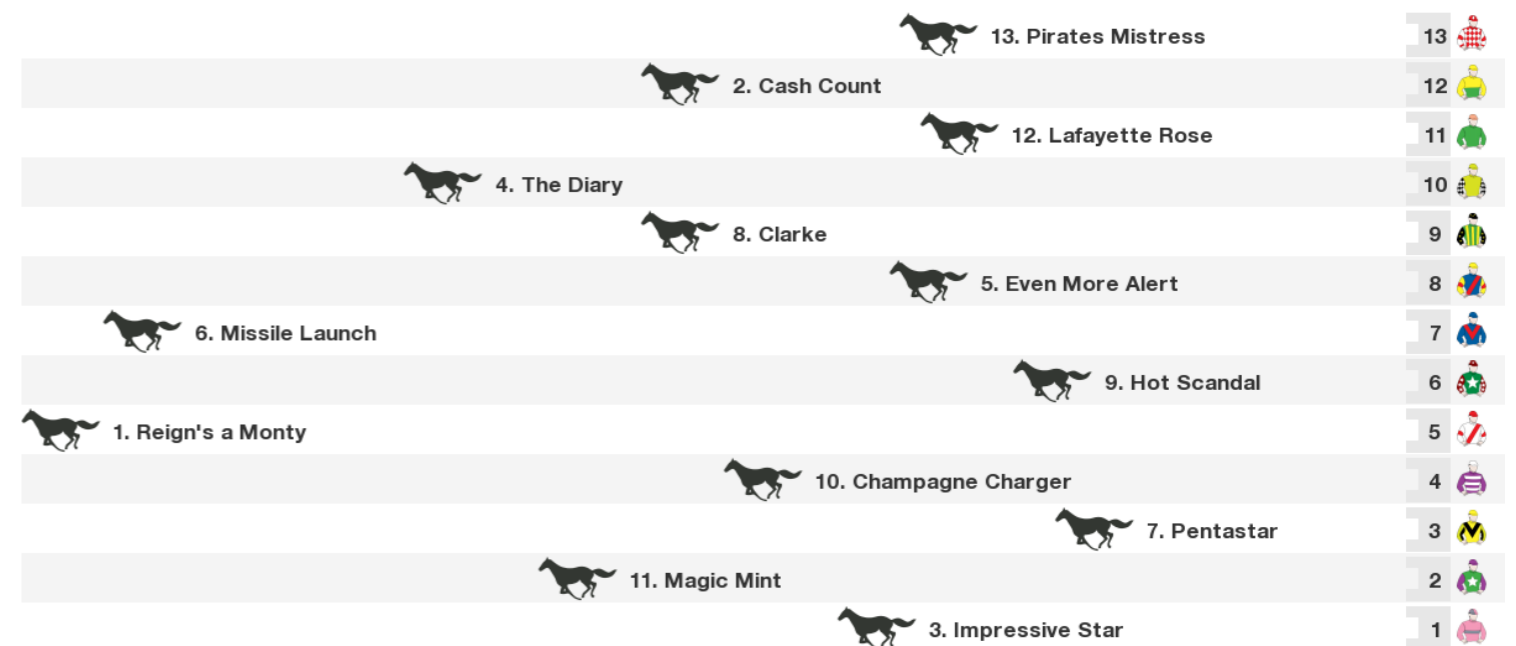 13. Pirates Mistress 13
2. Cash Count 12
12. Lafayette Rose 11
4. The Diary 10
8. Clarke 9
5. Even More Alert 8
6. Missile Launch 7
9. Hot Scandal 6
1. Reign's a Monty 5
10. Champagne Charger 4
7. Pentastar 3
11. Magic Mint 2
3. Impressive Star 1